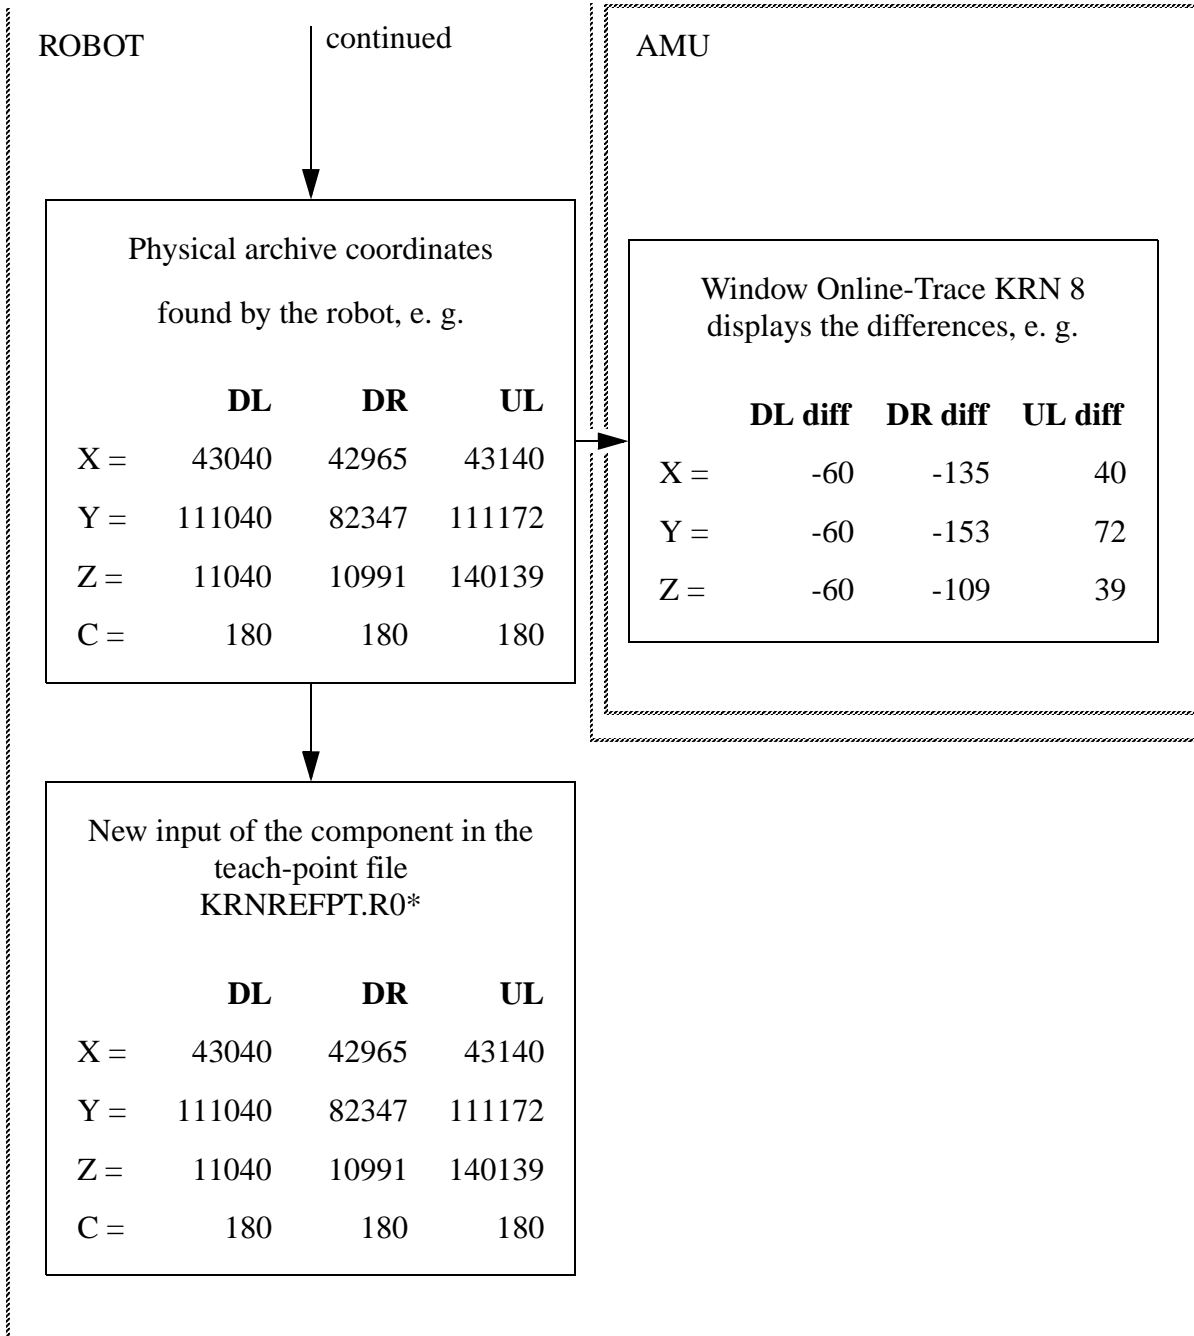 ROBOT
continued
AMU
Physical archive coordinates
found by the robot, e. g.
DL DR UL
X = 43040 42965 43140
Y = 111040 82347 111172
Z = 11040 10991 140139
C = 180 180 180
Window Online-Trace KRN 8
displays the differences, e. g.
DL diff DR diff UL diff
X = -60 -135 40
Y = -60 -153 72
Z = -60 -109 39
New input of the component in the
teach-point file
KRNREFPT.R0*
DL DR UL
X = 43040 42965 43140
Y = 111040 82347 111172
Z = 11040 10991 140139
C = 180 180 180